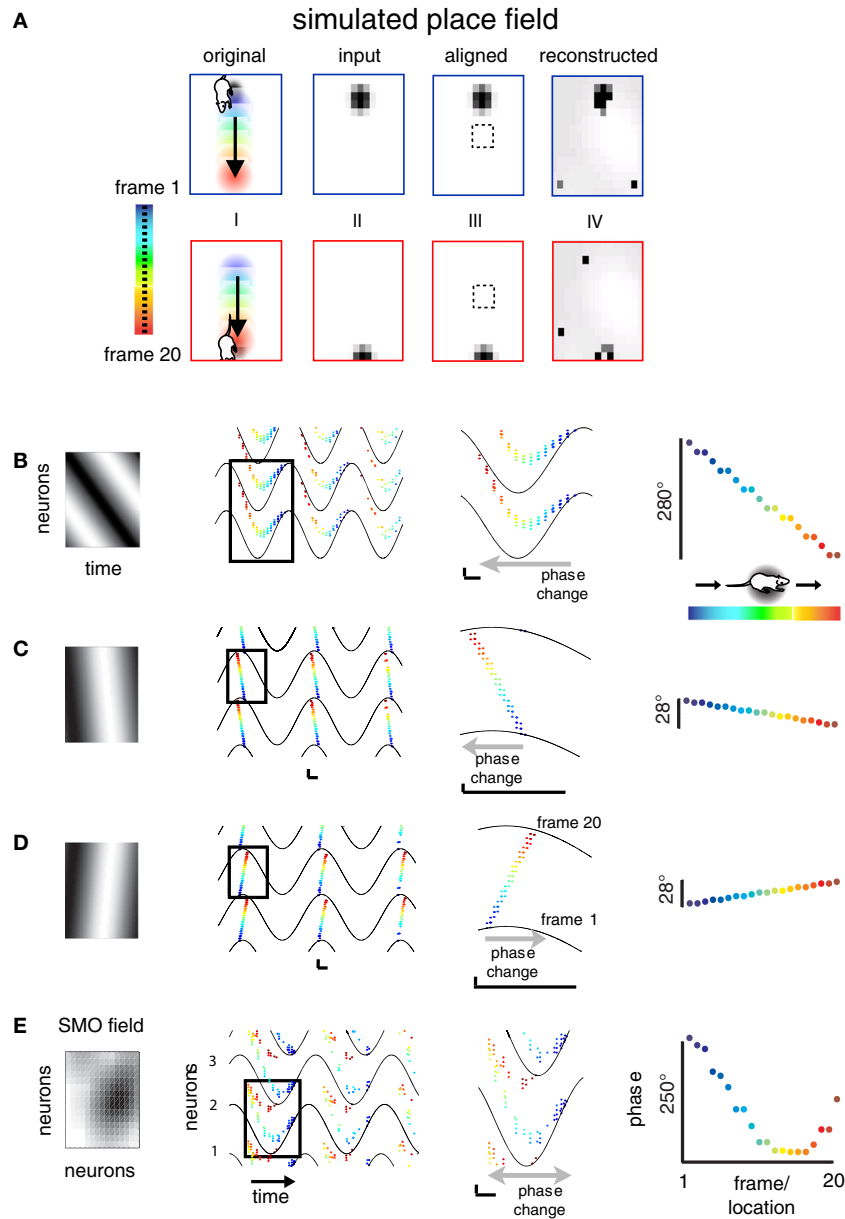 A
simulated place field
original input aligned reconstructed
frame 1
I II III IV
frame 20
B
neurons
time
phase
change
280°
C
phase
change
28°
D
frame 20
frame 1
phase
change
28°
E
SMO field
neurons
neurons
neurons
3
2
1
time
phase
change
phase
250°
1 20
frame/
location